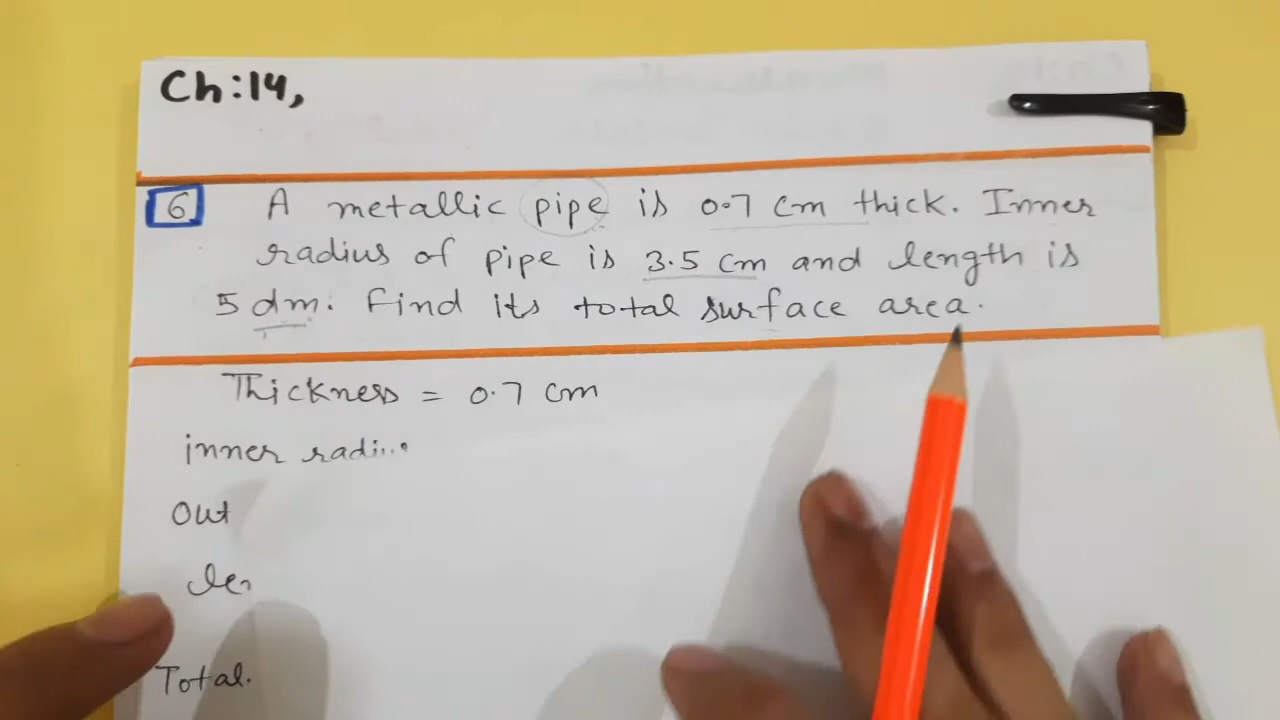 Ch:14,
6 A metallic pipe is 0.7 cm thick. Inner
radius of pipe is 3.5 cm and length is
5 dm. Find its total surface area.
Thickness = 0.7 cm
inner
Out
Total.